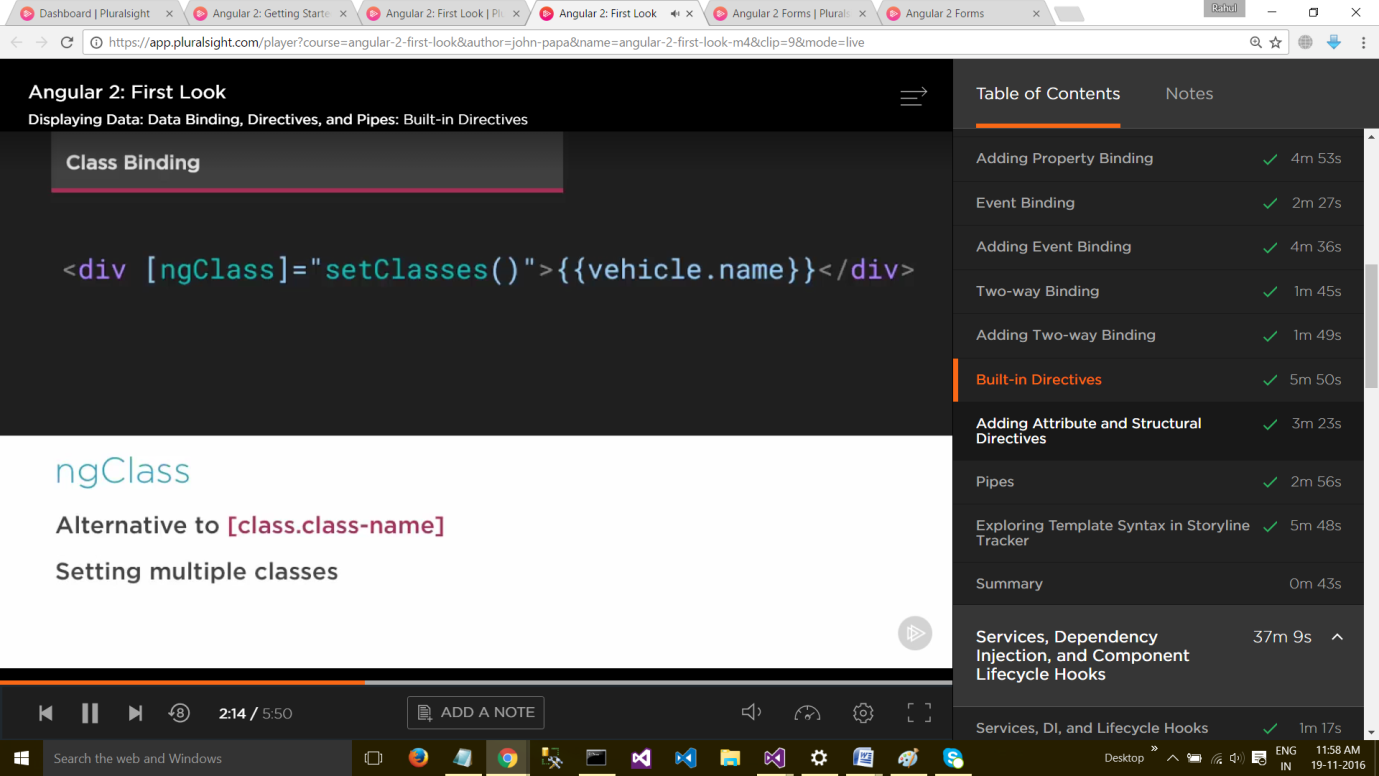 Dashboard | Pluralsight
Angular 2: Getting Starte
Angular 2: First Look | Pl
Angular 2: First Look
Angular 2 Forms | Plurals
Angular 2 Forms
Rahul
https://app.pluralsight.com/player?course=angular-2-first-look&author=john-papa&name=angular-2-first-look-m4&clip=9&mode=live
Angular 2: First Look
Displaying Data: Data Binding, Directives, and Pipes: Built-in Directives
Class Binding
<div [ngClass]="setClasses()">{{vehicle.name}}</div>
ngClass
Alternative to [class.class-name]
Setting multiple classes
8
2:14 / 5:50
ADD A NOTE
Table of Contents
Notes
Adding Property Binding 4m 53s
Event Binding 2m 27s
Adding Event Binding 4m 36s
Two-way Binding 1m 45s
Adding Two-way Binding 1m 49s
Built-in Directives 5m 50s
Adding Attribute and Structural 3m 23s
Directives
Pipes 2m 56s
Exploring Template Syntax in Storyline 5m 48s
Tracker
Summary 0m 43s
Services, Dependency 37m 9s
Injection, and Component
Lifecycle Hooks
Services, DI, and Lifecycle Hooks 1m 17s
Search the web and Windows
Desktop
ENG
IN
11:58 AM
19-11-2016